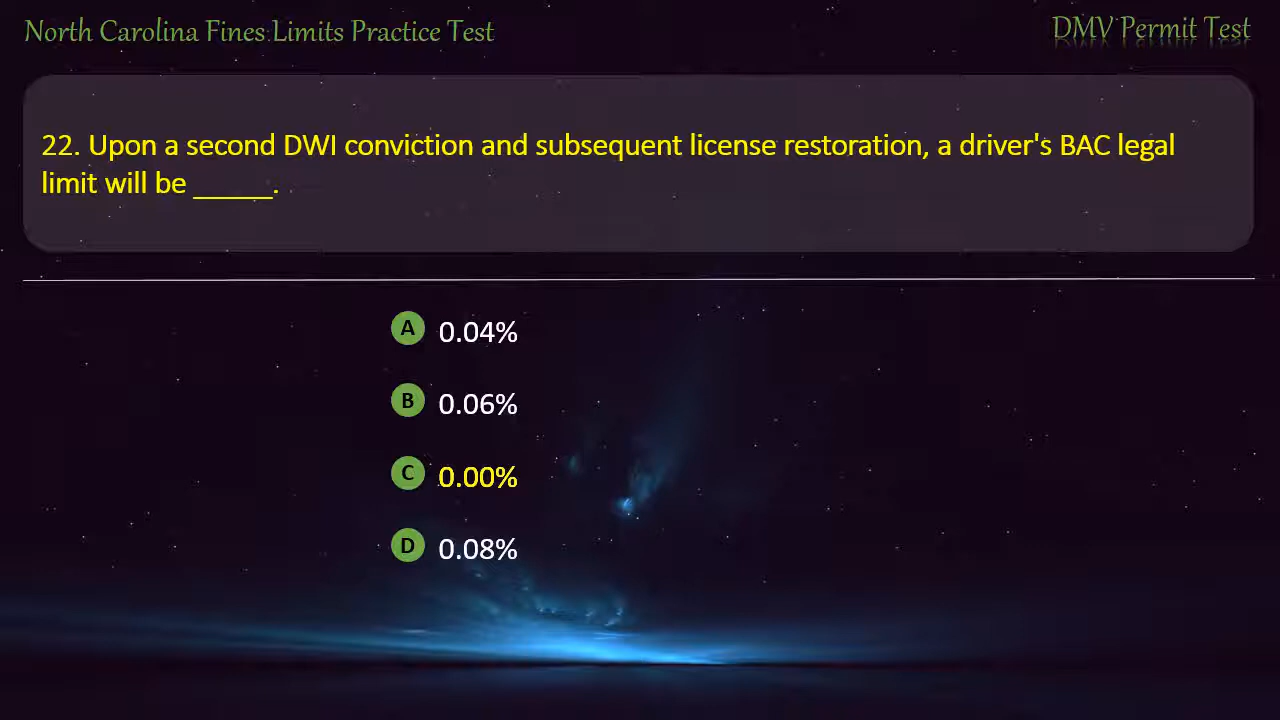 North Carolina Fines Limits Practice Test
DMV Permit Test
22. Upon a second DWI conviction and subsequent license restoration, a driver's BAC legal
limit will be _____.
A 0.04%
B 0.06%
C 0.00%
D 0.08%